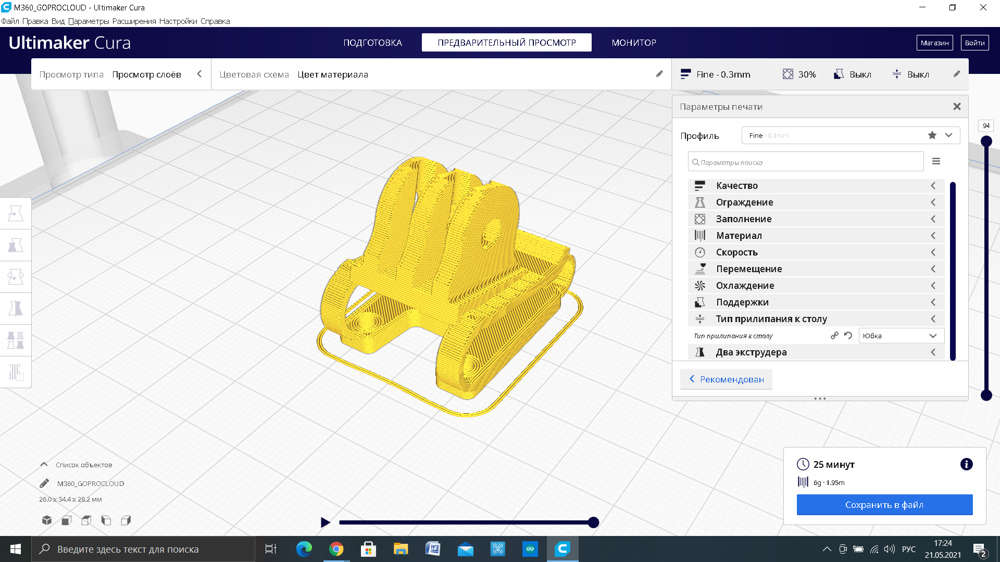 M360_GOPROCLOUD - Ultimaker Cura
Файл Правка Вид Параметры Расширения Настройки Справка
Ultimaker Cura
ПОДГОТОВКА
ПРЕДВАРИТЕЛЬНЫЙ ПРОСМОТР
МОНИТОР
Магазин
Войти
Просмотр типа Просмотр слоёв
Цветовая схема Цвет материала
Fine - 0.3mm
30%
Выкл
Выкл
Параметры печати
Профиль
Fine - 0.1mm
Параметры поиска
Качество
Ограждение
Заполнение
Материал
Скорость
Перемещение
Охлаждение
Поддержки
Тип прилипания к столу
Тип прилипания к столу
Юбка
Два экструдера
Рекомендован
94
Список объектов
M360_GOPROCLOUD
26.0 x 34.4 x 28.2 мм
25 минут
6g · 1.95m
Сохранить в файл
Введите здесь текст для поиска
РУС
17:24
21.05.2021
2